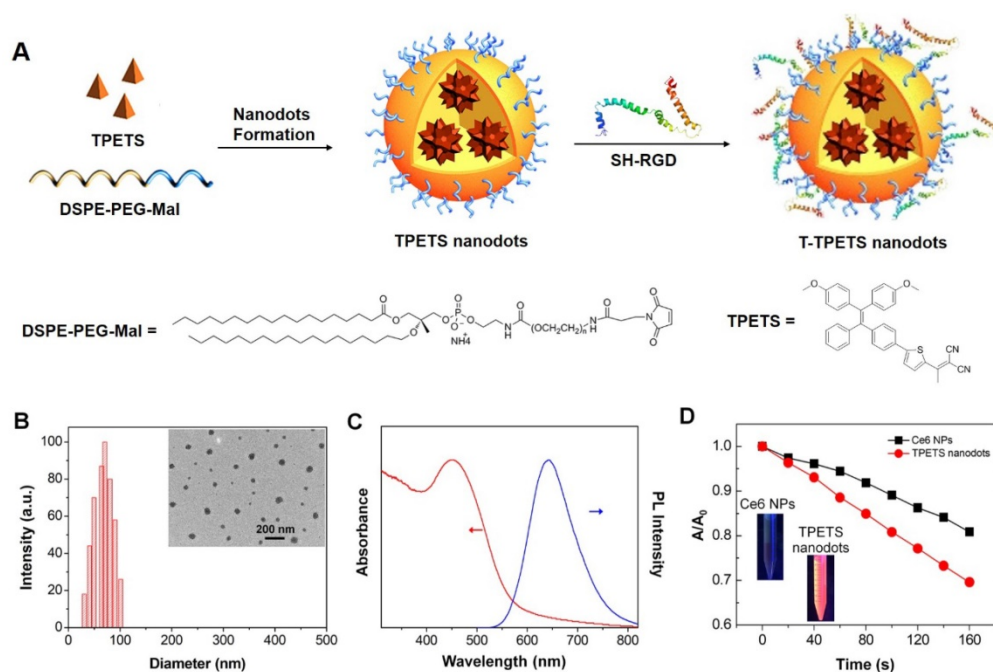 A
TPETS
DSPE-PEG-Mal
Nanodots
Formation
TPETS nanodots
SH-RGD
T-TPETS nanodots
DSPE-PEG-Mal =
O
O
O
O
P
O
O⁻
O
NH4
+
N
H
O
(OCH2CH2)n
H
N
O
N
O
O
TPETS =
O
O
S
CN
CN
B
Intensity (a.u.)
100
80
60
40
20
0
200 nm
0 100 200 300 400 500
Diameter (nm)
C
Absorbance
PL Intensity
400 500 600 700 800
Wavelength (nm)
D
A/A0
1.0
0.9
0.8
0.7
0.6
Ce6 NPs
TPETS nanodots
Ce6 NPs
TPETS
nanodots
0 40 80 120 160
Time (s)